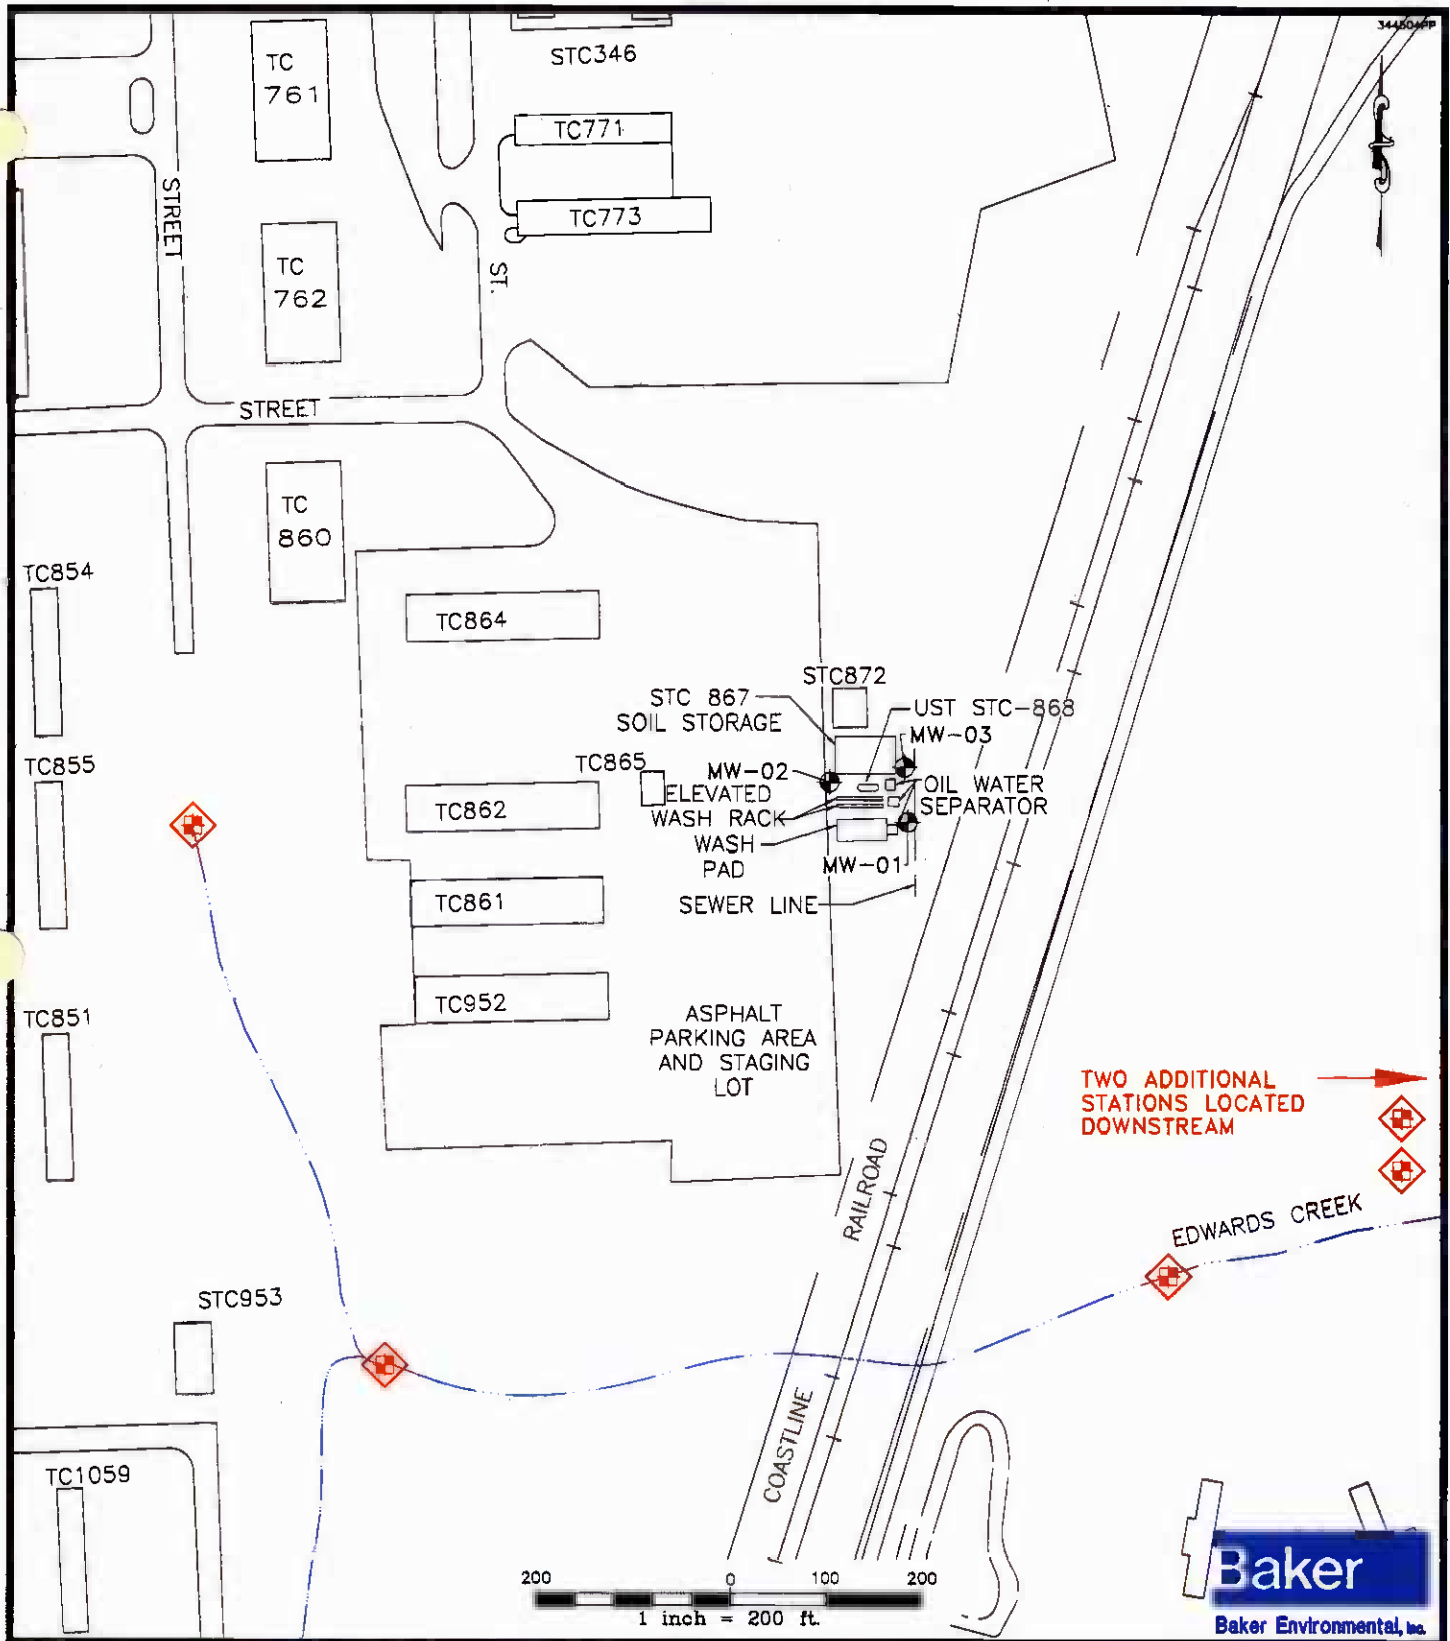 344504PP
STC346
TC
761
TC771
TC773
STREET
TC
762
ST.
STREET
TC
860
TC854
TC864
STC872
STC 867
SOIL STORAGE
UST STC-868
MW-03
TC855
TC865
MW-02
ELEVATED
WASH RACK
OIL WATER
SEPARATOR
TC862
WASH
PAD
MW-01
TC861
SEWER LINE
TC952
TC851
ASPHALT
PARKING AREA
AND STAGING
LOT
TWO ADDITIONAL
STATIONS LOCATED
DOWNSTREAM
RAILROAD
EDWARDS CREEK
STC953
COASTLINE
TC1059
200 0 100 200
1 inch = 200 ft.
Baker
Baker Environmental, Inc.